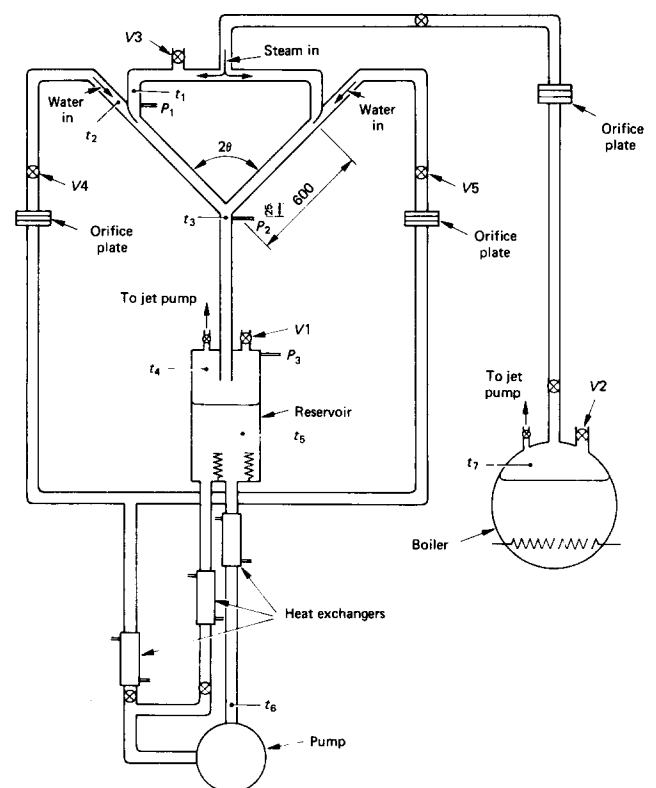 V3
Steam in
t1
P1
Water
in
t2
Water
in
2θ
Orifice
plate
V4
V5
600
25
t3
P2
Orifice
plate
Orifice
plate
To jet pump
V1
P3
t4
Reservoir
t5
To jet
pump
V2
t7
Boiler
Heat exchangers
t6
Pump